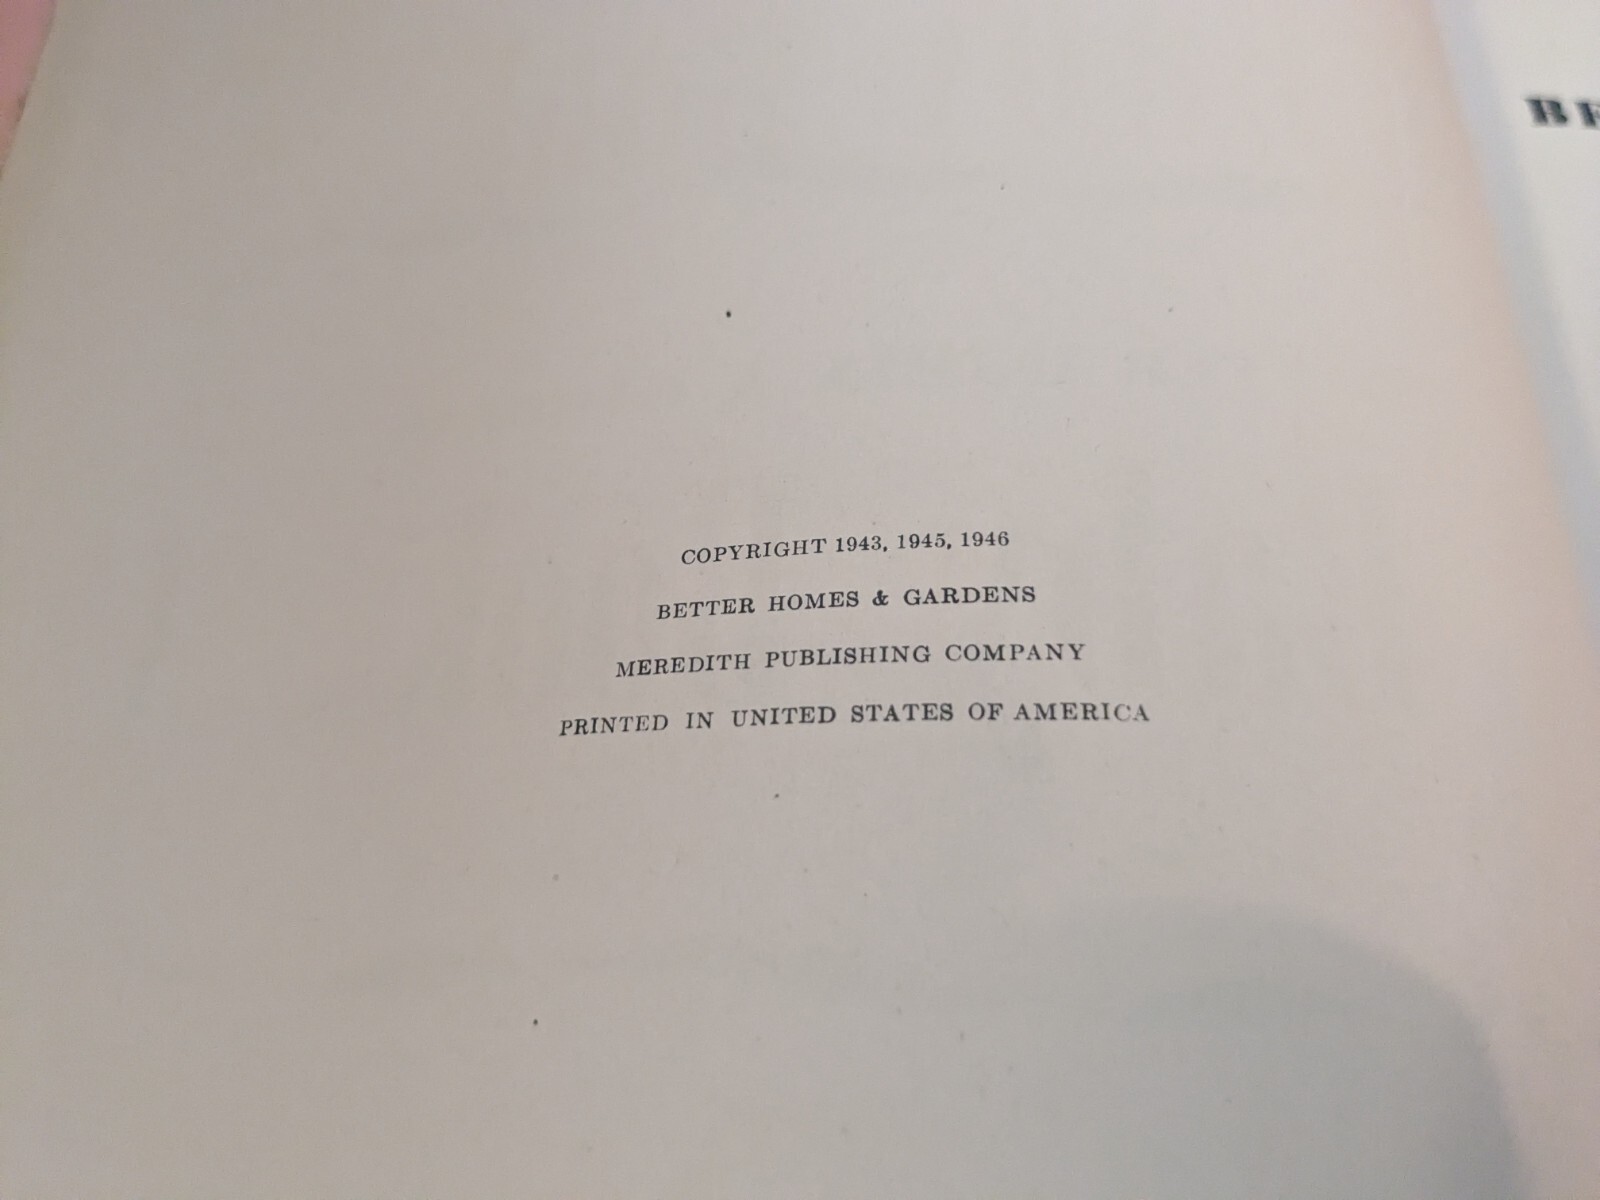 COPYRIGHT 1943, 1945, 1946
BETTER HOMES & GARDENS
MEREDITH PUBLISHING COMPANY
PRINTED IN UNITED STATES OF AMERICA